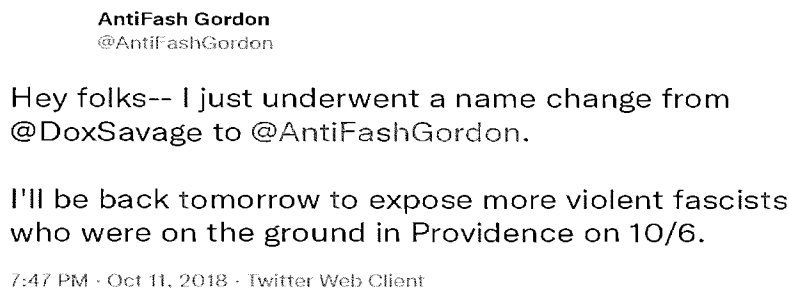 AntiFash Gordon
@AntiFashGordon
Hey folks-- I just underwent a name change from
@DoxSavage to @AntiFashGordon.
I'll be back tomorrow to expose more violent fascists
who were on the ground in Providence on 10/6.
7:47 PM · Oct 11, 2018 · Twitter Web Client